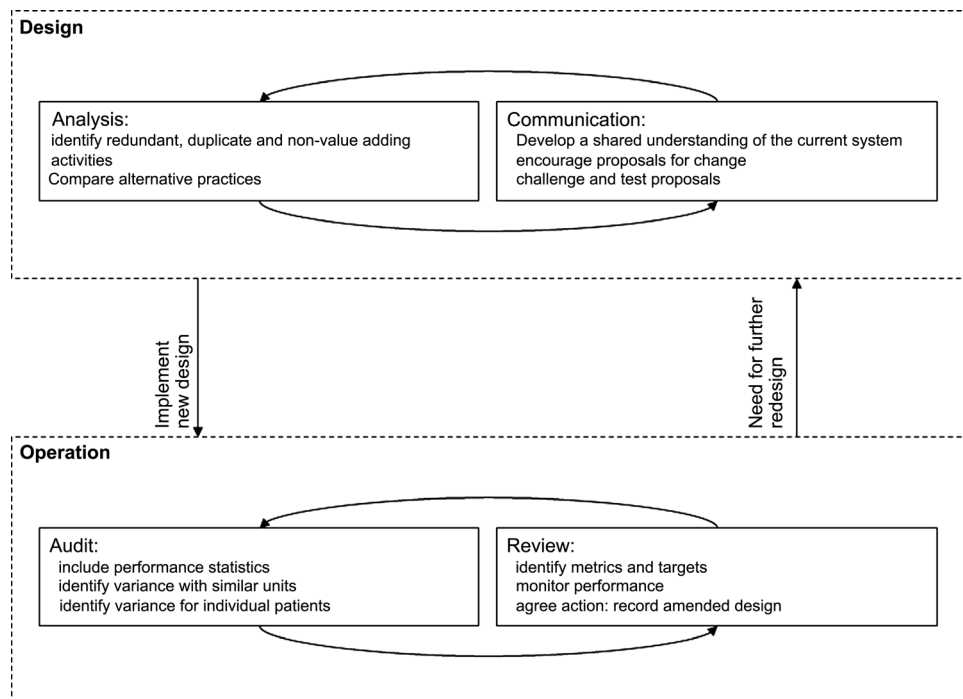 Design
Analysis:
identify redundant, duplicate and non-value adding
activities
Compare alternative practices
Communication:
Develop a shared understanding of the current system
encourage proposals for change
challenge and test proposals
Implement
new design
Need for further
redesign
Operation
Audit:
include performance statistics
identify variance with similar units
identify variance for individual patients
Review:
identify metrics and targets
monitor performance
agree action: record amended design